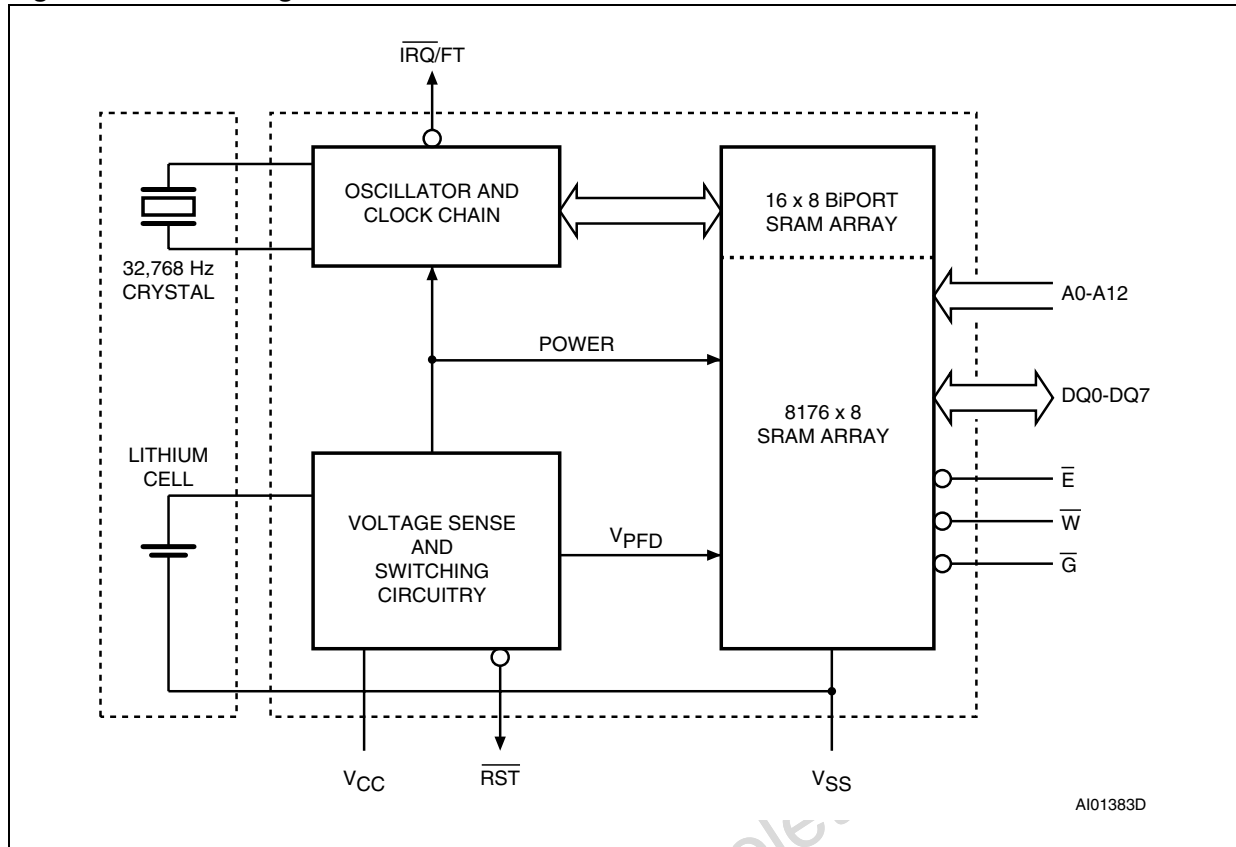 IRQ/FT
OSCILLATOR AND
CLOCK CHAIN
16 x 8 BiPORT
SRAM ARRAY
32,768 Hz
CRYSTAL
A0-A12
POWER
DQ0-DQ7
8176 x 8
SRAM ARRAY
LITHIUM
CELL
E
VOLTAGE SENSE
AND
SWITCHING
CIRCUITRY
VPFD
W
G
VCC
RST
VSS
AI01383D